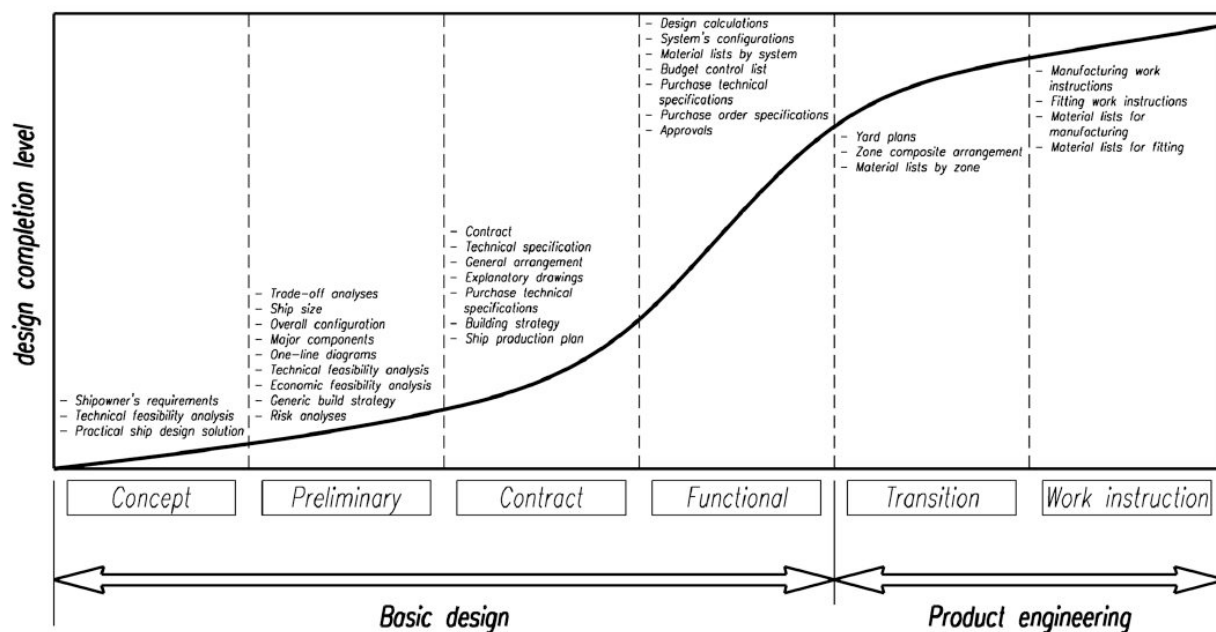 design completion level
– Shipowner's requirements
– Technical feasibility analysis
– Practical ship design solution
– Trade-off analyses
– Ship size
– Overall configuration
– Major components
– One-line diagrams
– Technical feasibility analysis
– Economic feasibility analysis
– Generic build strategy
– Risk analyses
– Contract
– Technical specification
– General arrangement
– Explanatory drawings
– Purchase technical
specifications
– Building strategy
– Ship production plan
– Design calculations
– System's configurations
– Material lists by system
– Budget control list
– Purchase technical
specifications
– Purchase order specifications
– Approvals
– Yard plans
– Zone composite arrangement
– Material lists by zone
– Manufacturing work
instructions
– Fitting work instructions
– Material lists for
manufacturing
– Material lists for fitting
Concept
Preliminary
Contract
Functional
Transition
Work instruction
Basic design
Product engineering